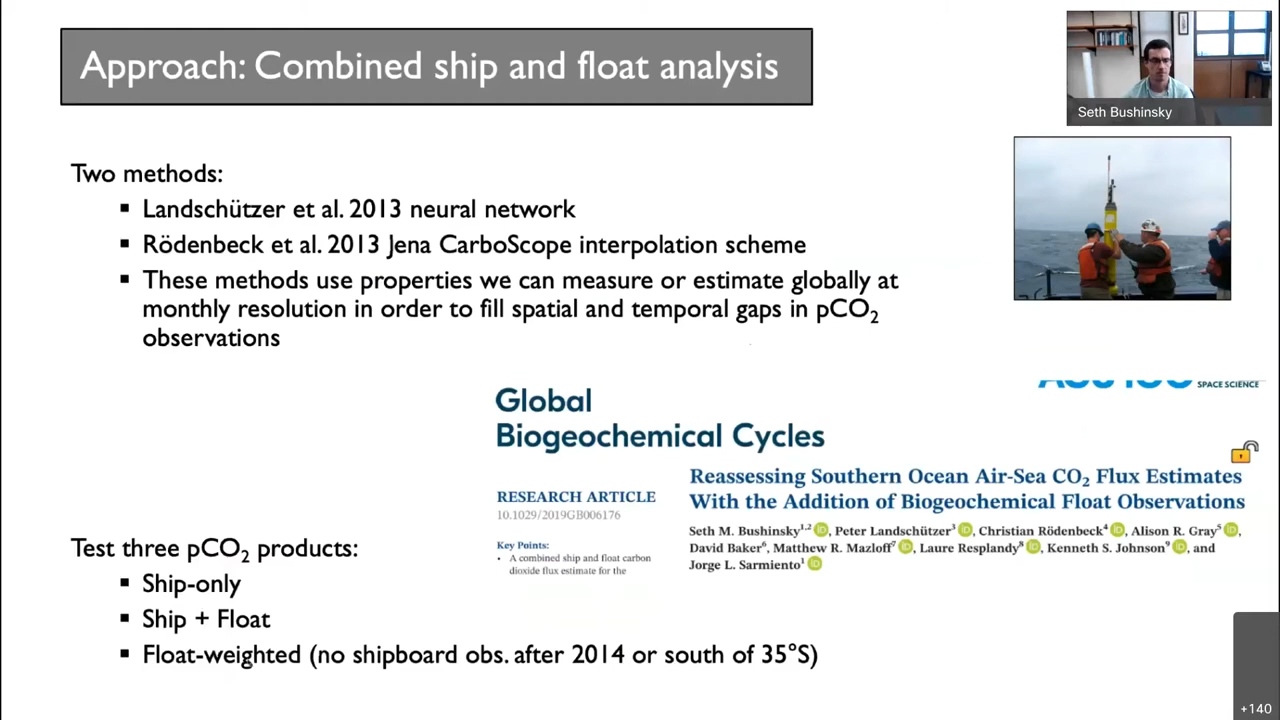 Approach: Combined ship and float analysis
Seth Bushinsky
Two methods:
▪ Landschützer et al. 2013 neural network
▪ Rödenbeck et al. 2013 Jena CarboScope interpolation scheme
▪ These methods use properties we can measure or estimate globally at
monthly resolution in order to fill spatial and temporal gaps in pCO₂
observations
SPACE SCIENCE
Global
Biogeochemical Cycles
RESEARCH ARTICLE
10.1029/2019GB006176
Key Points:
• A combined ship and float carbon
dioxide flux estimate for the
Reassessing Southern Ocean Air-Sea CO₂ Flux Estimates
With the Addition of Biogeochemical Float Observations
Seth M. Bushinsky¹,², Peter Landschützer³, Christian Rödenbeck⁴, Alison R. Gray⁵,
David Baker⁶, Matthew R. Mazloff⁷, Laure Resplandy⁸, Kenneth S. Johnson⁹, and
Jorge L. Sarmiento¹
Test three pCO₂ products:
▪ Ship-only
▪ Ship + Float
▪ Float-weighted (no shipboard obs. after 2014 or south of 35°S)
+140